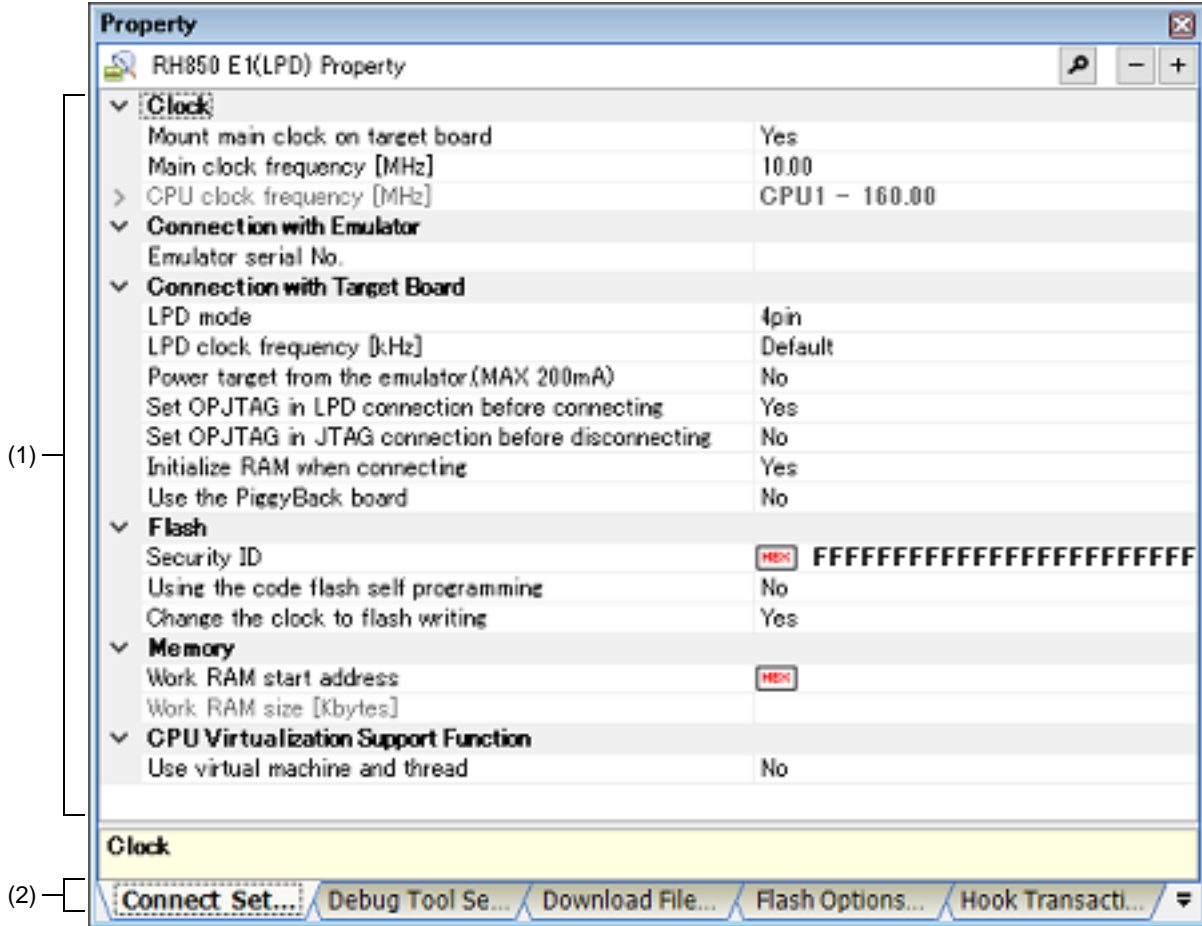 Property
RH850 E1(LPD) Property
Clock
Mount main clock on target board Yes
Main clock frequency [MHz] 10.00
CPU clock frequency [MHz] CPU1 - 160.00
Connection with Emulator
Emulator serial No.
Connection with Target Board
LPD mode 4pin
LPD clock frequency [kHz] Default
Power target from the emulator.(MAX 200mA) No
Set OPJTAG in LPD connection before connecting Yes
(1)
Set OPJTAG in JTAG connection before disconnecting No
Initialize RAM when connecting Yes
Use the PiggyBack board No
Flash
Security ID HEX FFFFFFFFFFFFFFFFFFFFFFFF
Using the code flash self programming No
Change the clock to flash writing Yes
Memory
Work RAM start address HEX
Work RAM size [Kbytes]
CPU Virtualization Support Function
Use virtual machine and thread No
Clock
(2)
Connect Set... Debug Tool Se... Download File... Flash Options... Hook Transacti...